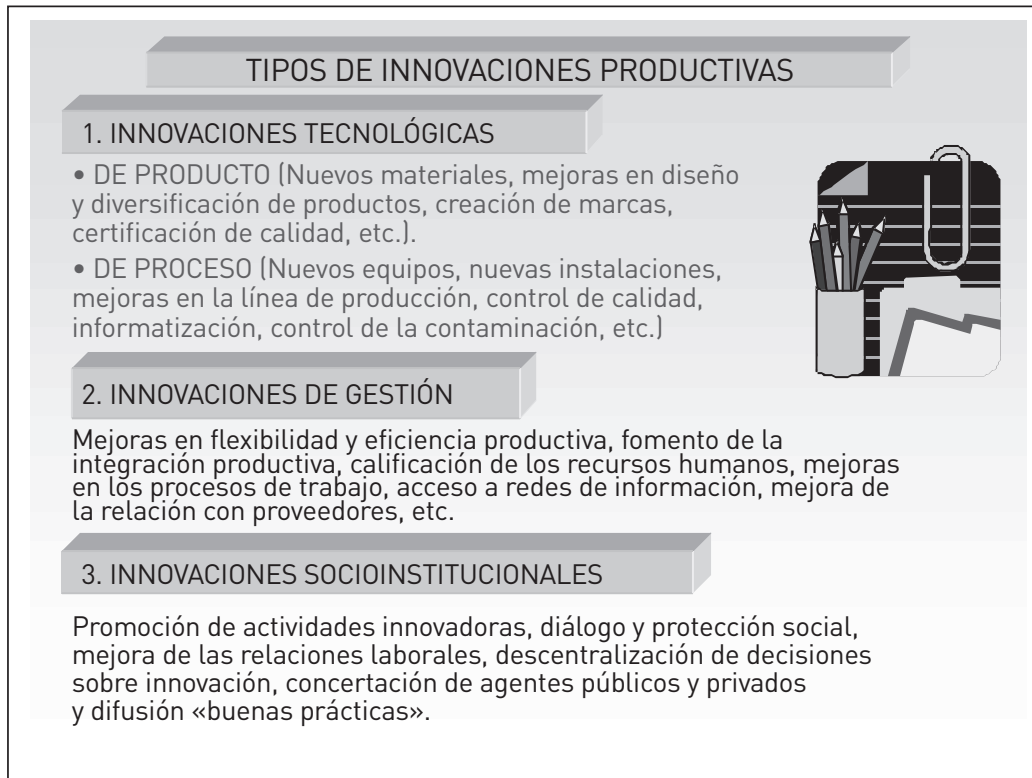 TIPOS DE INNOVACIONES PRODUCTIVAS
1. INNOVACIONES TECNOLÓGICAS
• DE PRODUCTO (Nuevos materiales, mejoras en diseño
y diversificación de productos, creación de marcas,
certificación de calidad, etc.).
• DE PROCESO (Nuevos equipos, nuevas instalaciones,
mejoras en la línea de producción, control de calidad,
informatización, control de la contaminación, etc.)
2. INNOVACIONES DE GESTIÓN
Mejoras en flexibilidad y eficiencia productiva, fomento de la
integración productiva, calificación de los recursos humanos, mejoras
en los procesos de trabajo, acceso a redes de información, mejora de
la relación con proveedores, etc.
3. INNOVACIONES SOCIOINSTITUCIONALES
Promoción de actividades innovadoras, diálogo y protección social,
mejora de las relaciones laborales, descentralización de decisiones
sobre innovación, concertación de agentes públicos y privados
y difusión «buenas prácticas».